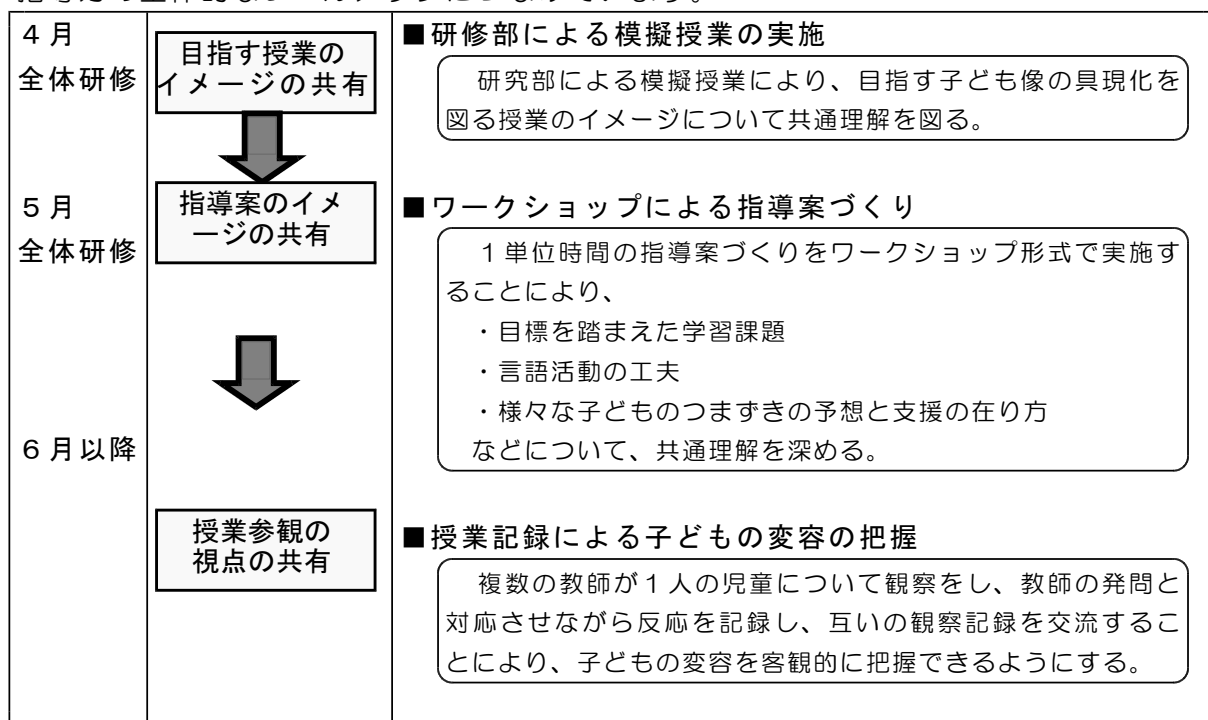 4月
全体研修
目指す授業の
イメージの共有
■研修部による模擬授業の実施
研究部による模擬授業により、目指す子ども像の具現化を
図る授業のイメージについて共通理解を図る。
5月
全体研修
指導案のイメ
ージの共有
■ワークショップによる指導案づくり
1単位時間の指導案づくりをワークショップ形式で実施す
ることにより、
・目標を踏まえた学習課題
・言語活動の工夫
・様々な子どものつまずきの予想と支援の在り方
などについて、共通理解を深める。
6月以降
授業参観の
視点の共有
■授業記録による子どもの変容の把握
複数の教師が1人の児童について観察をし、教師の発問と
対応させながら反応を記録し、互いの観察記録を交流するこ
とにより、子どもの変容を客観的に把握できるようにする。